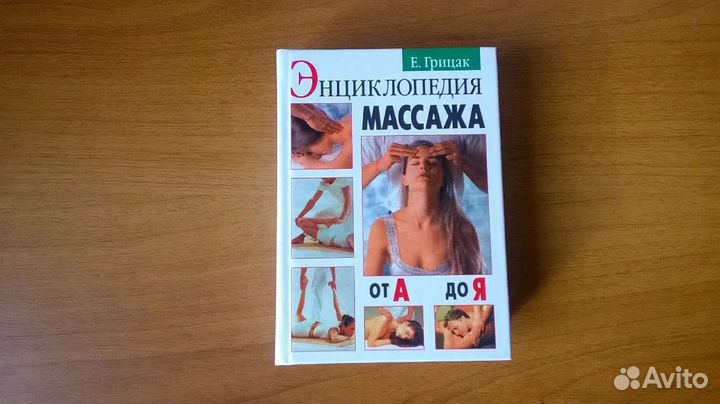 Е. Грицак
Энциклопедия
МАССАЖА
от А до Я
Avito